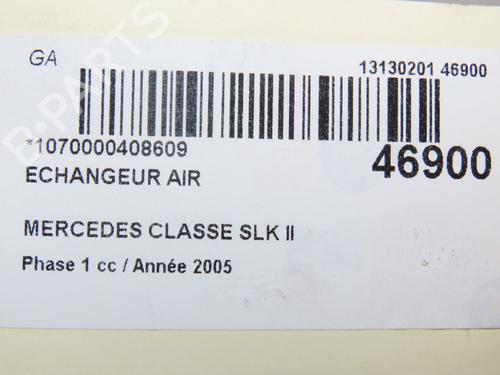 GA
13130201 46900
*1070000408609
46900
ECHANGEUR AIR
MERCEDES CLASSE SLK II
Phase 1 cc / Année 2005
B-PARTS